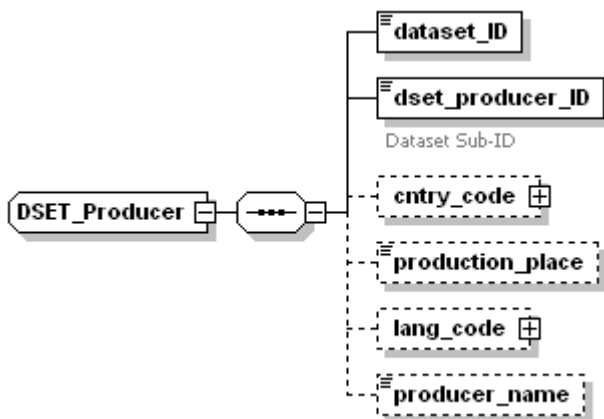 dataset_ID
dset_producer_ID
Dataset Sub-ID
cntry_code
DSET_Producer
production_place
lang_code
producer_name